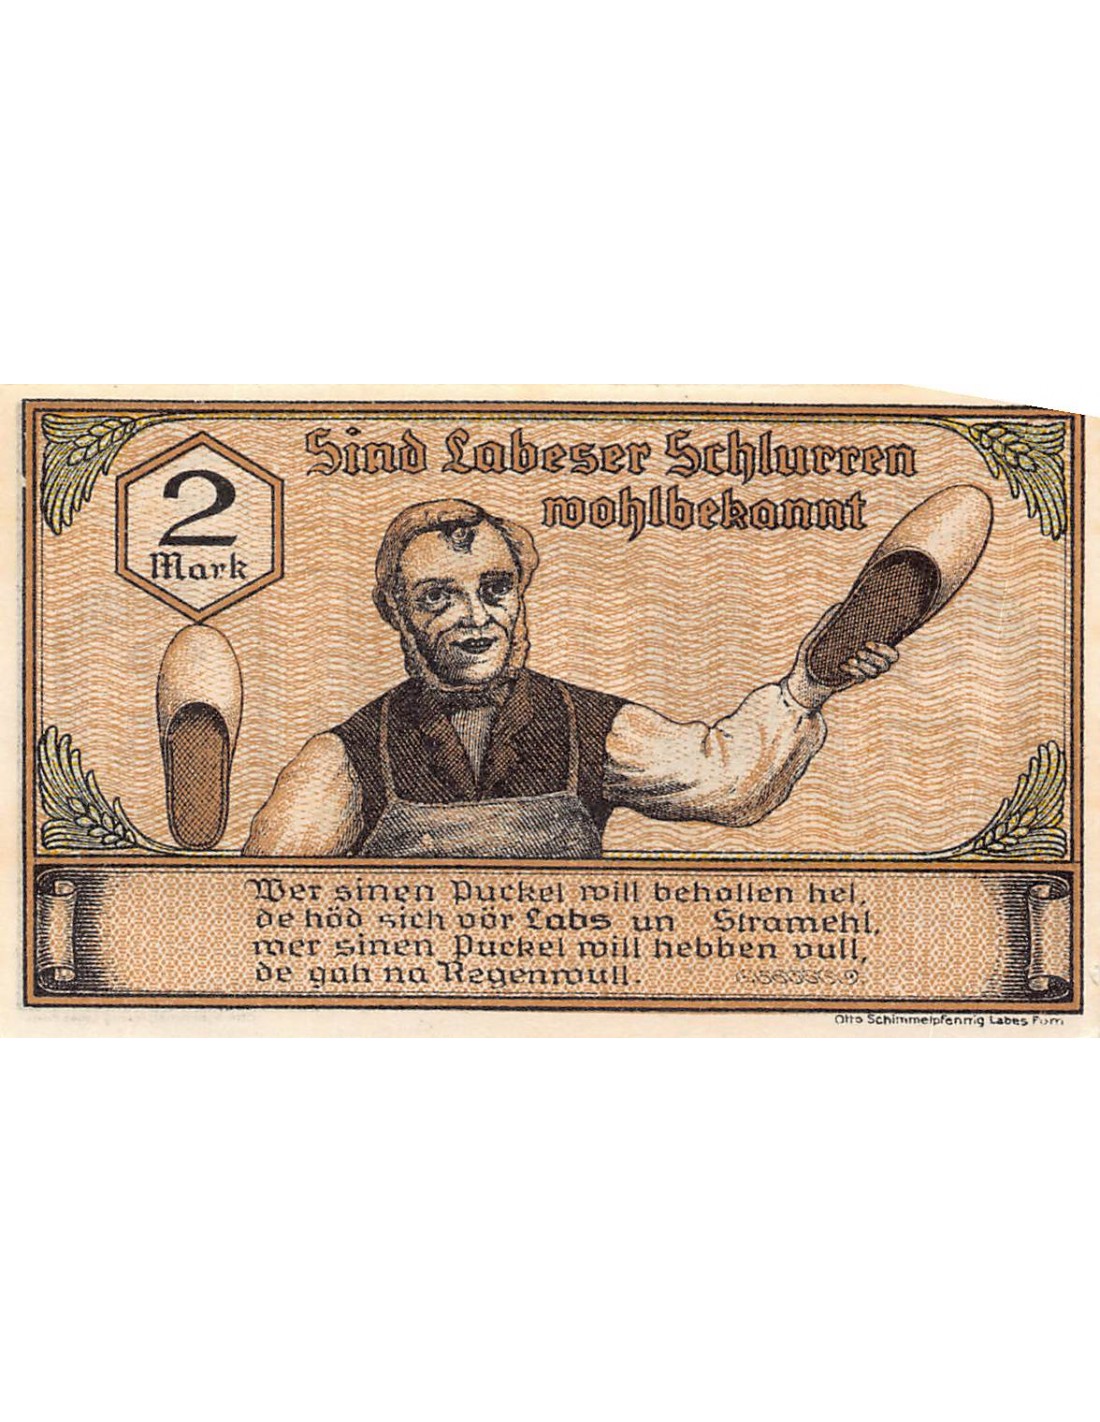 Sind Labeser Schlurren
wohlbekannt
2
Mark
Wer sinen Puckel will behollen hel,
de höd sich vör Labs un Stramehl,
wer sinen Puckel will hebben vull,
de gah na Regenwull.
Otto Schimmelpfennig Labes Pom